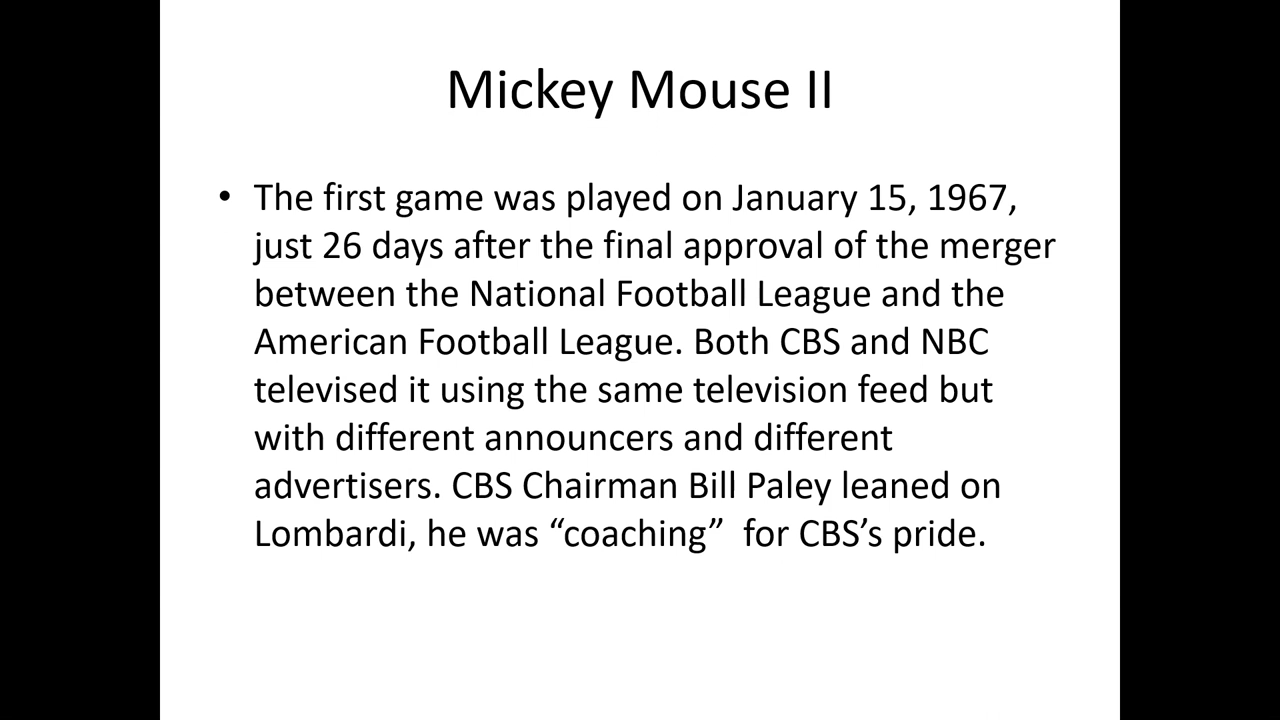 Mickey Mouse II
• The first game was played on January 15, 1967,
just 26 days after the final approval of the merger
between the National Football League and the
American Football League. Both CBS and NBC
televised it using the same television feed but
with different announcers and different
advertisers. CBS Chairman Bill Paley leaned on
Lombardi, he was “coaching”  for CBS’s pride.